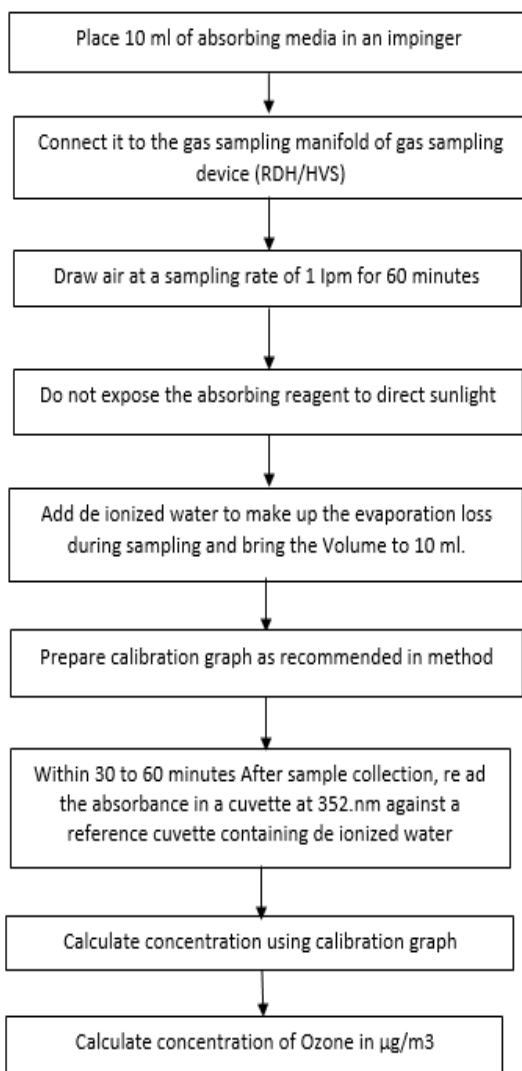 Place 10 ml of absorbing media in an impinger
Connect it to the gas sampling manifold of gas sampling
device (RDH/HVS)
Draw air at a sampling rate of 1 lpm for 60 minutes
Do not expose the absorbing reagent to direct sunlight
Add de ionized water to make up the evaporation loss
during sampling and bring the Volume to 10 ml.
Prepare calibration graph as recommended in method
Within 30 to 60 minutes After sample collection, re ad
the absorbance in a cuvette at 352.nm against a
reference cuvette containing de ionized water
Calculate concentration using calibration graph
Calculate concentration of Ozone in µg/m3